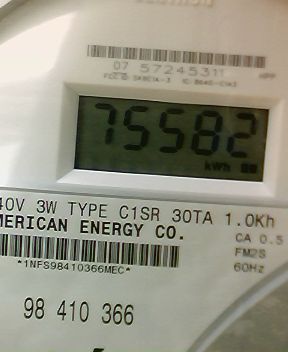 07 5724531
75582
kWh
40V 3W TYPE C1SR 30TA 1.0Kh
MERICAN ENERGY CO.
CA 0.5
FM2S
60Hz
*1NFS98410366MEC*
98 410 366